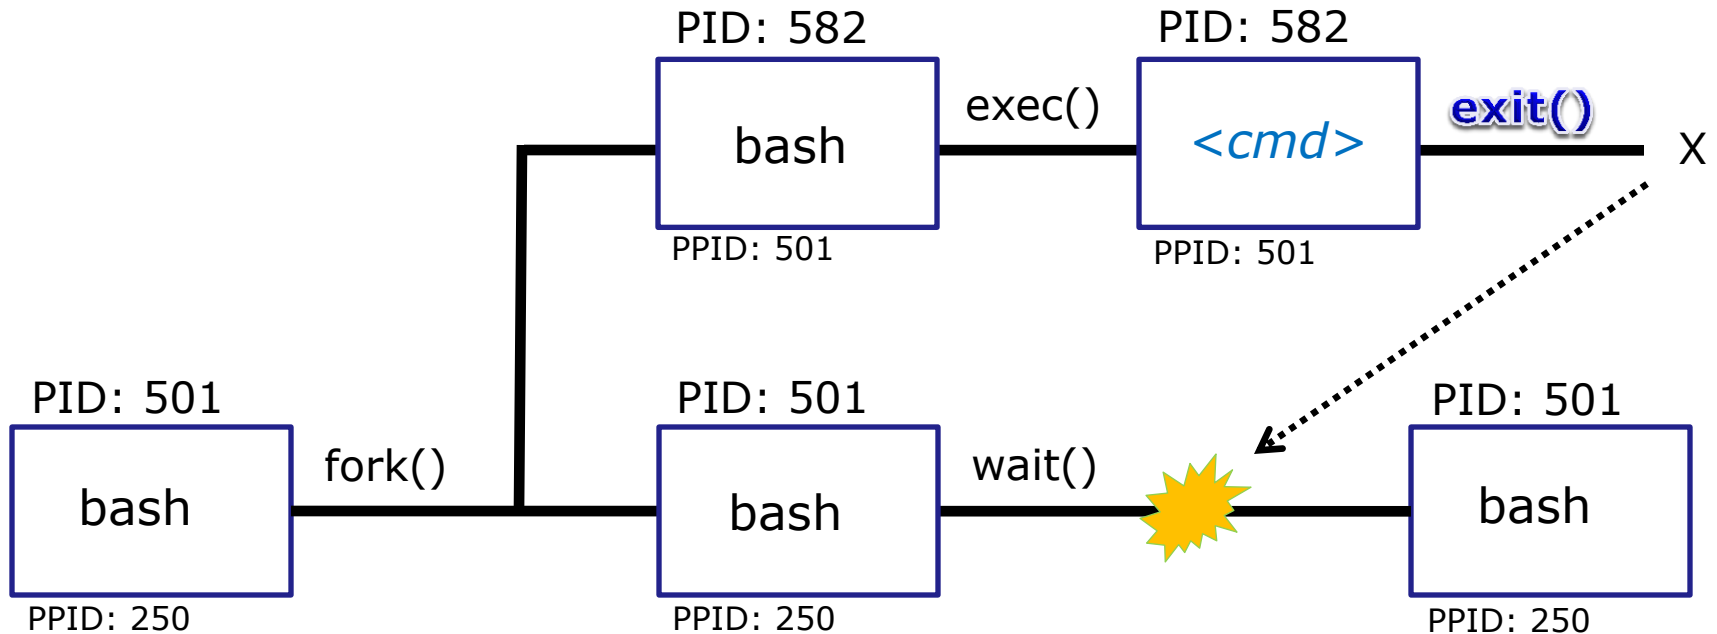 PID: 582
bash
PPID: 501
exec()
PID: 582
<cmd>
PPID: 501
exit()
X
PID: 501
bash
PPID: 250
fork()
PID: 501
bash
PPID: 250
wait()
PID: 501
bash
PPID: 250